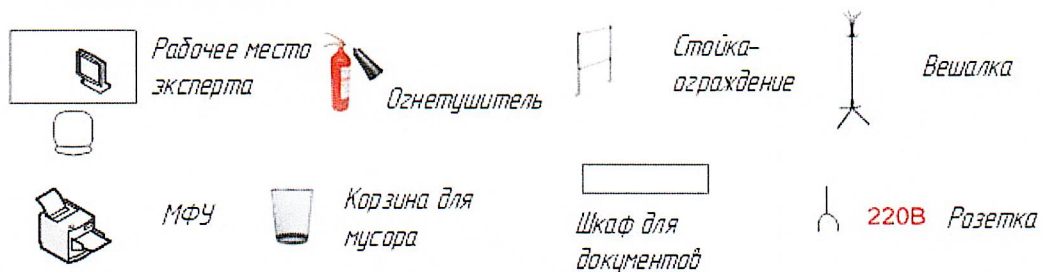 Рабочее место
эксперта
Огнетушитель
Стойка-
ограждение
Вешалка
МФУ
Корзина для
мусора
Шкаф для
документов
220В Розетка